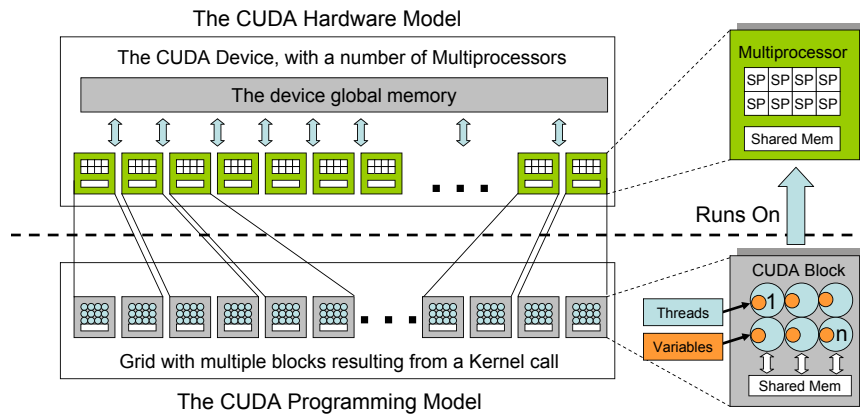 The CUDA Hardware Model
The CUDA Device, with a number of Multiprocessors
The device global memory
. . .
Multiprocessor
SP SP SP SP
SP SP SP SP
Shared Mem
Runs On
. . .
Grid with multiple blocks resulting from a Kernel call
The CUDA Programming Model
CUDA Block
Threads
1
Variables
n
Shared Mem